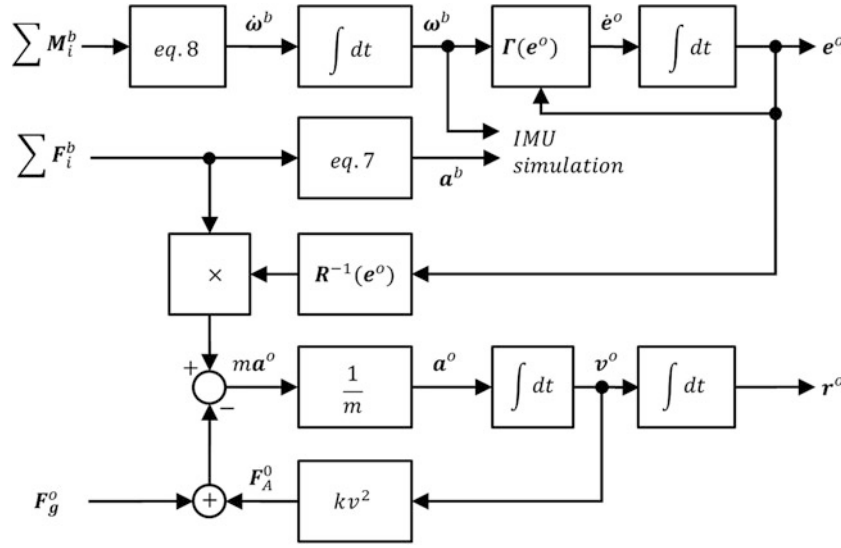 ∑ M_i^b
eq. 8
ω̇^b
∫ dt
ω^b
Γ(e^o)
ė^o
∫ dt
e^o
∑ F_i^b
eq. 7
a^b
IMU
simulation
×
R^{-1}(e^o)
+
−
ma^o
1/m
a^o
∫ dt
v^o
∫ dt
r^o
F_g^o
+
F_A^0
kv^2